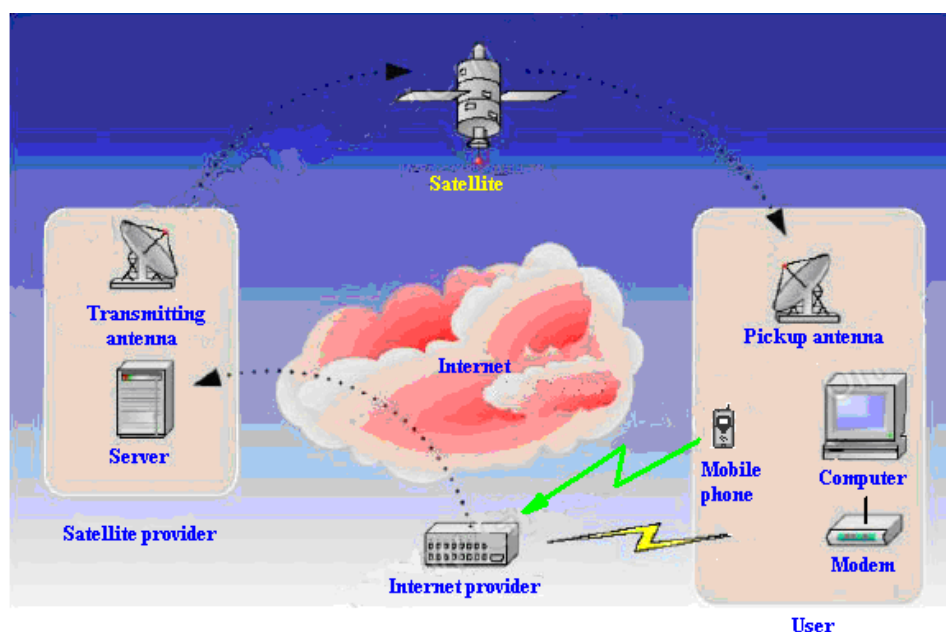 Satellite
Transmitting
antenna
Server
Satellite provider
Internet
Internet provider
Pickup antenna
Mobile
phone
Computer
Modem
User